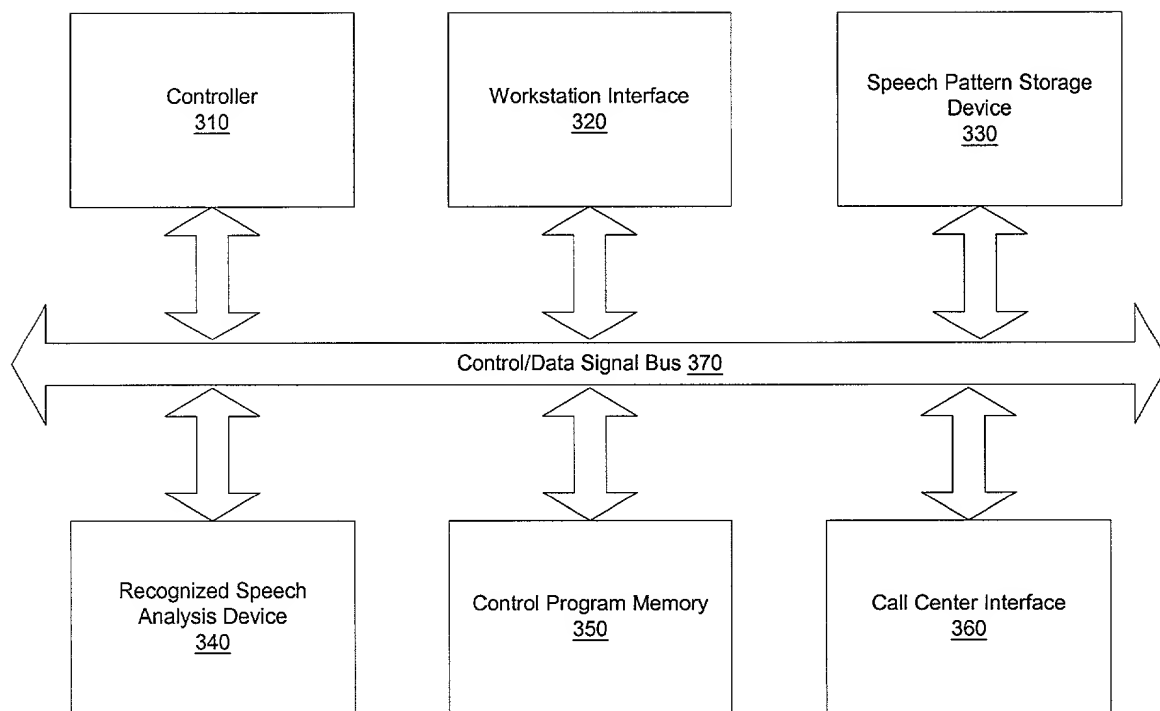 Controller
310
Workstation Interface
320
Speech Pattern Storage
Device
330
Control/Data Signal Bus 370
Recognized Speech
Analysis Device
340
Control Program Memory
350
Call Center Interface
360